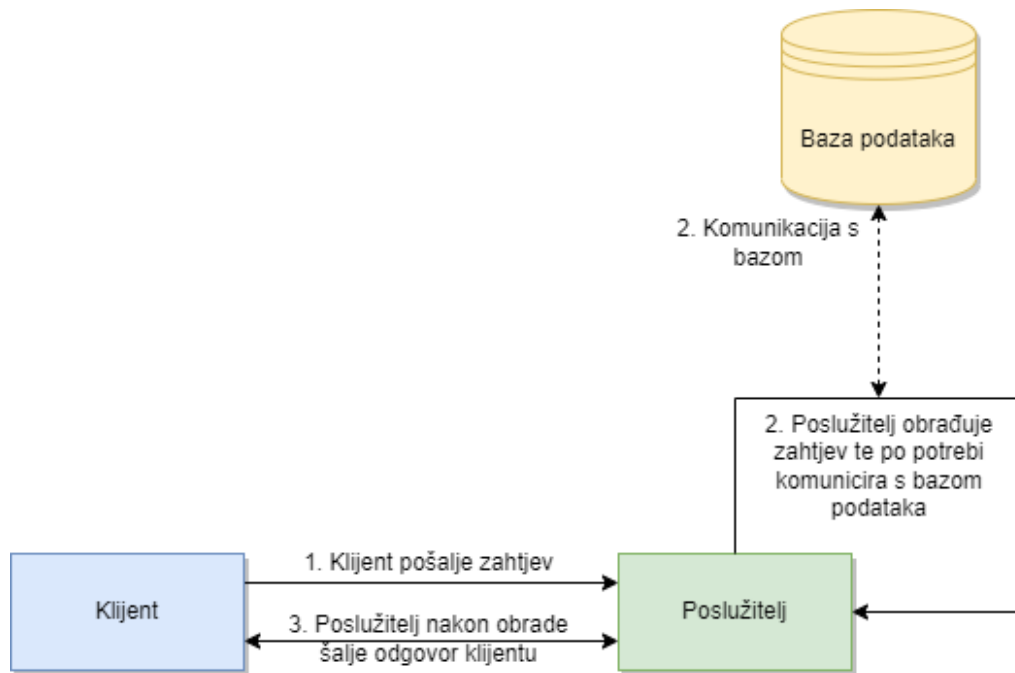 Baza podataka
2. Komunikacija s
bazom
2. Poslužitelj obrađuje
zahtjev te po potrebi
komunicira s bazom
podataka
1. Klijent pošalje zahtjev
Klijent
Poslužitelj
3. Poslužitelj nakon obrade
šalje odgovor klijentu